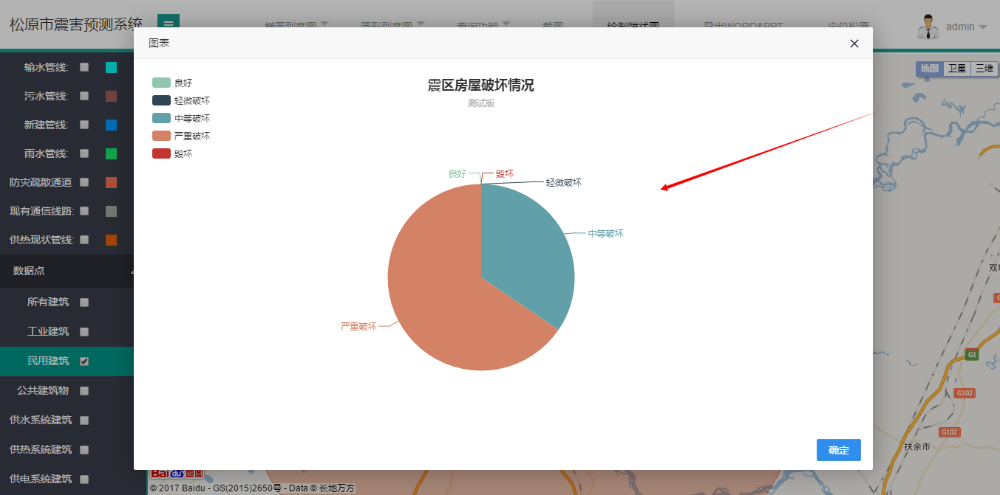 松原市震害预测系统
椭圆烈度图
圆形烈度图
查询功能
截图
绘制饼状图
导出WORD&PPT
定位松原
admin
图表
输水管线:
污水管线:
新建管线:
雨水管线:
防灾疏散通道
现有通信线路:
供热现状管线:
数据点
所有建筑
工业建筑
民用建筑
公共建筑物
供水系统建筑
供热系统建筑
供电系统建筑
良好
轻微破坏
中等破坏
严重破坏
毁坏
震区房屋破坏情况
测试版
良好
毁坏
轻微破坏
中等破坏
严重破坏
确定
地图
卫星
三维
G1
G102
G102
扶余市
Bai du 地图
© 2017 Baidu - GS(2015)2650号 - Data © 长地万方